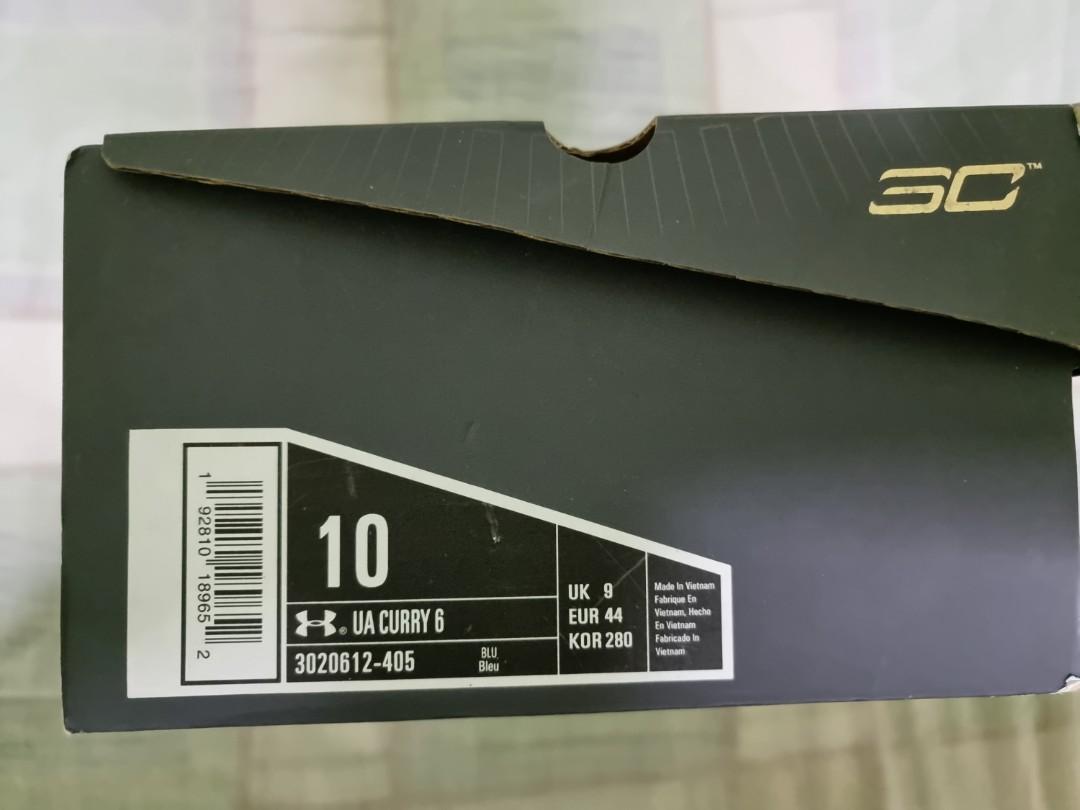 SC™
1 92810 18965 2
10
® UA CURRY 6
3020612-405
BLU
Bleu
UK 9
EUR 44
KOR 280
Made In Vietnam
Fabrique En
Vietnam, Hecho
En Vietnam
Fabricado In
Vietnam